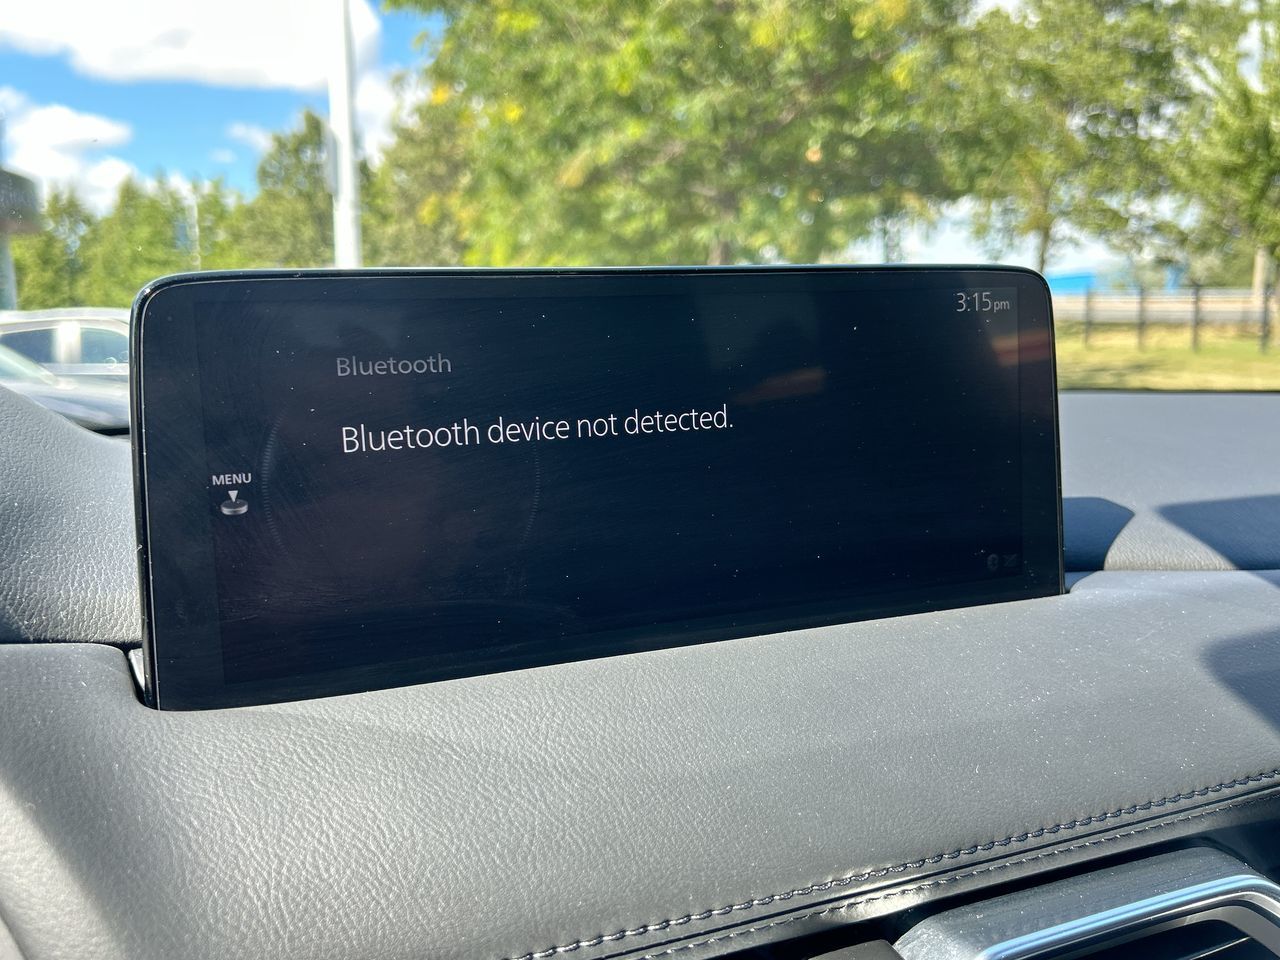 3:15pm
Bluetooth
Bluetooth device not detected.
MENU